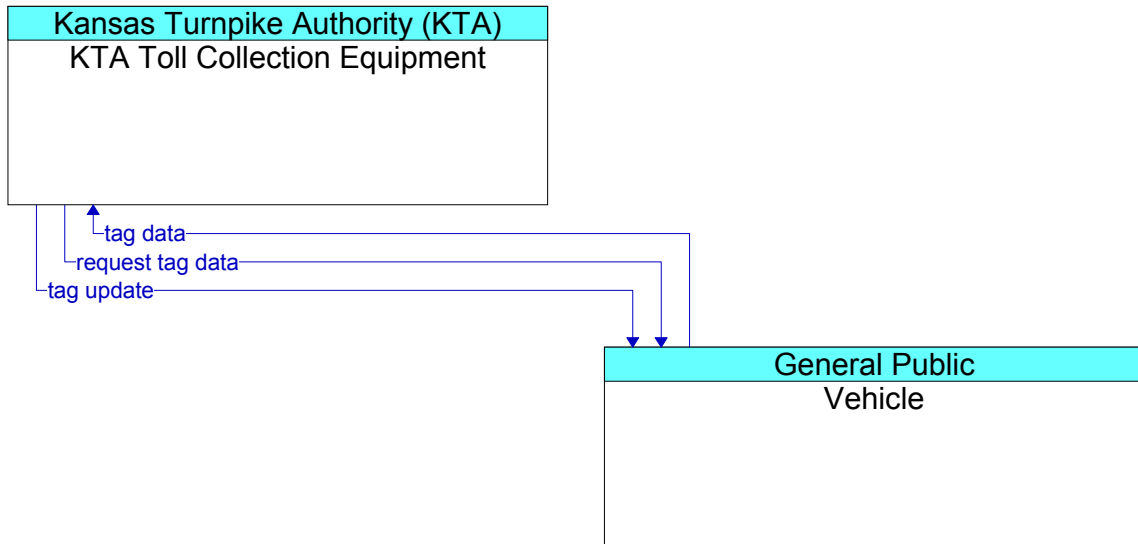 Kansas Turnpike Authority (KTA)
KTA Toll Collection Equipment
tag data
request tag data
tag update
General Public
Vehicle